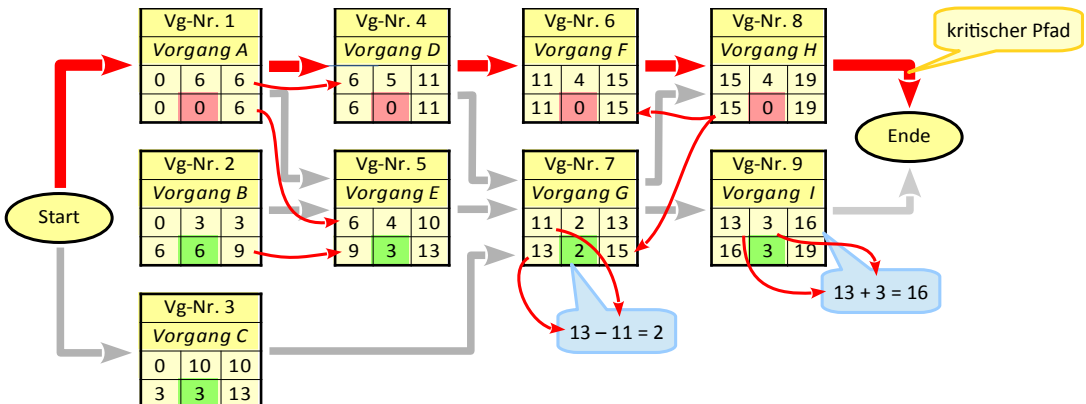 Vg-Nr. 1
Vorgang A
0 6 6
0 0 6
Vg-Nr. 4
Vorgang D
6 5 11
6 0 11
Vg-Nr. 6
Vorgang F
11 4 15
11 0 15
Vg-Nr. 8
Vorgang H
15 4 19
15 0 19
kritischer Pfad
Ende
Start
Vg-Nr. 2
Vorgang B
0 3 3
6 6 9
Vg-Nr. 5
Vorgang E
6 4 10
9 3 13
Vg-Nr. 7
Vorgang G
11 2 13
13 2 15
Vg-Nr. 9
Vorgang I
13 3 16
16 3 19
13 – 11 = 2
13 + 3 = 16
Vg-Nr. 3
Vorgang C
0 10 10
3 3 13